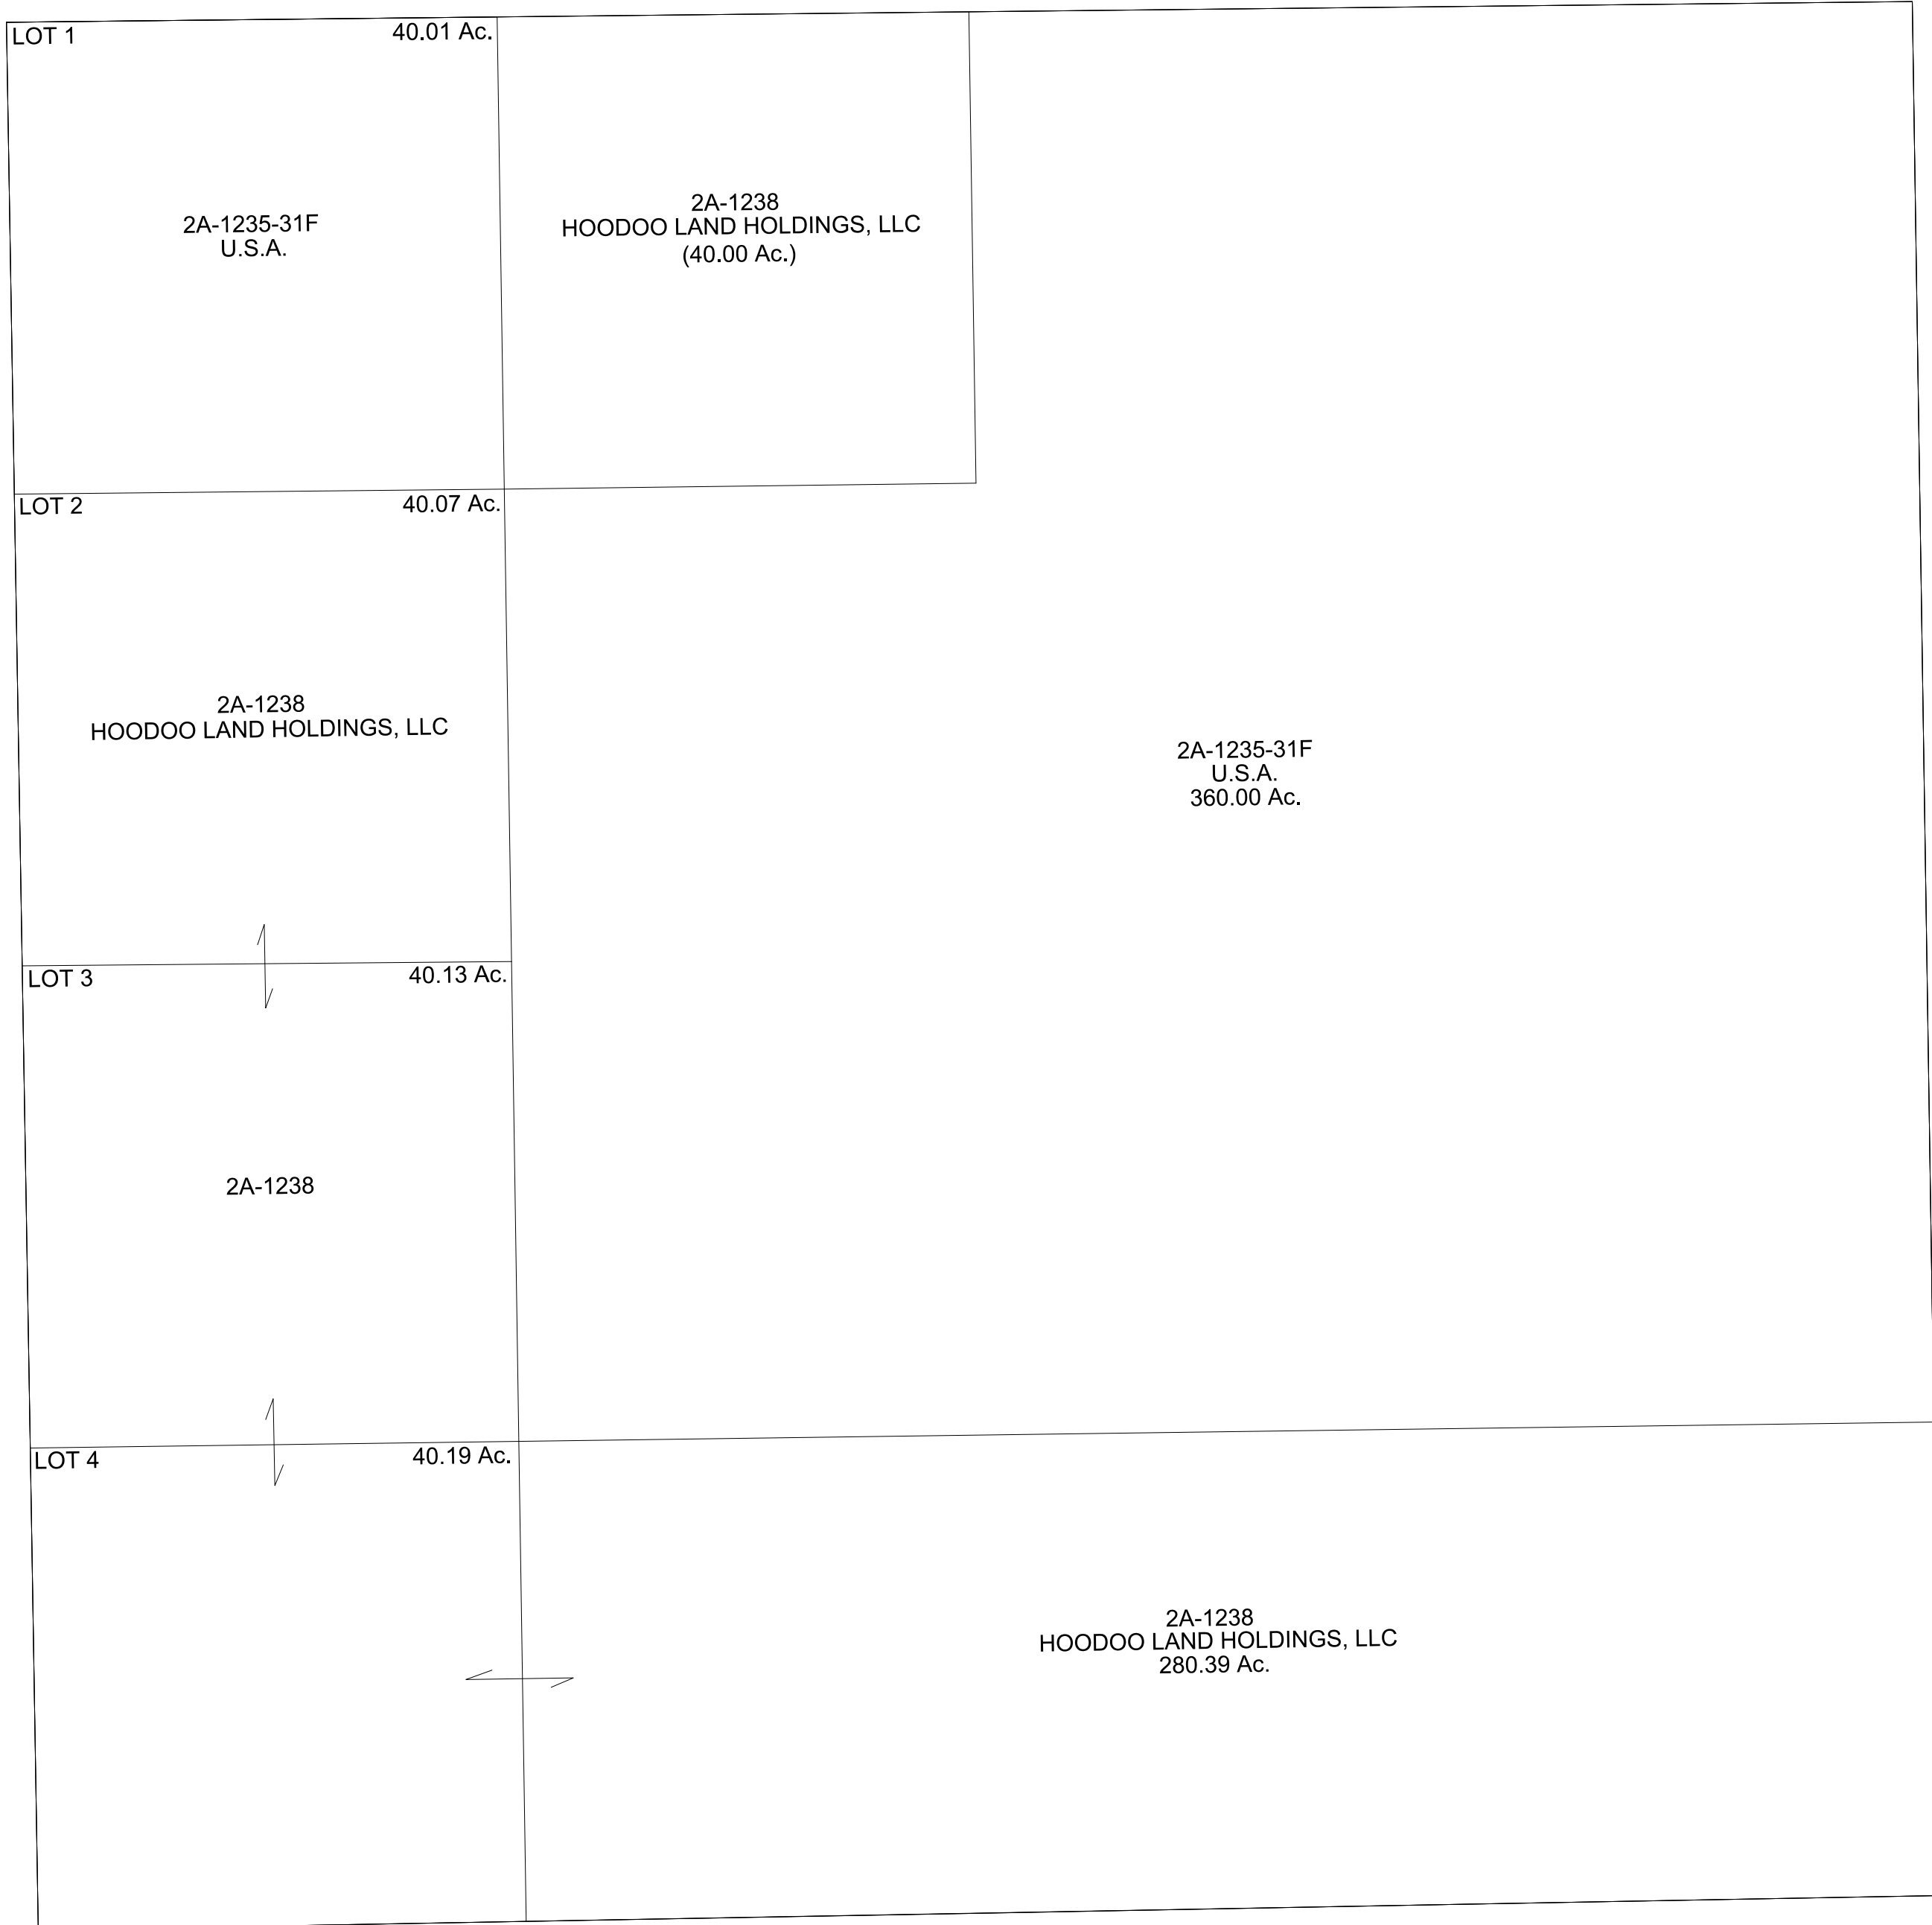 LOT 1
40.01 Ac.
2A-1235-31F
U.S.A.
2A-1238
HOODOO LAND HOLDINGS, LLC
(40.00 Ac.)
LOT 2
40.07 Ac.
2A-1238
HOODOO LAND HOLDINGS, LLC
2A-1235-31F
U.S.A.
360.00 Ac.
LOT 3
40.13 Ac.
2A-1238
LOT 4
40.19 Ac.
2A-1238
HOODOO LAND HOLDINGS, LLC
280.39 Ac.